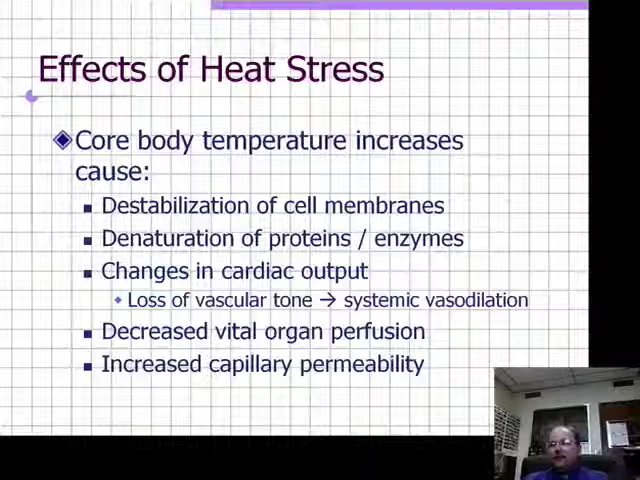 Effects of Heat Stress
Core body temperature increases
cause:
Destabilization of cell membranes
Denaturation of proteins / enzymes
Changes in cardiac output
Loss of vascular tone → systemic vasodilation
Decreased vital organ perfusion
Increased capillary permeability